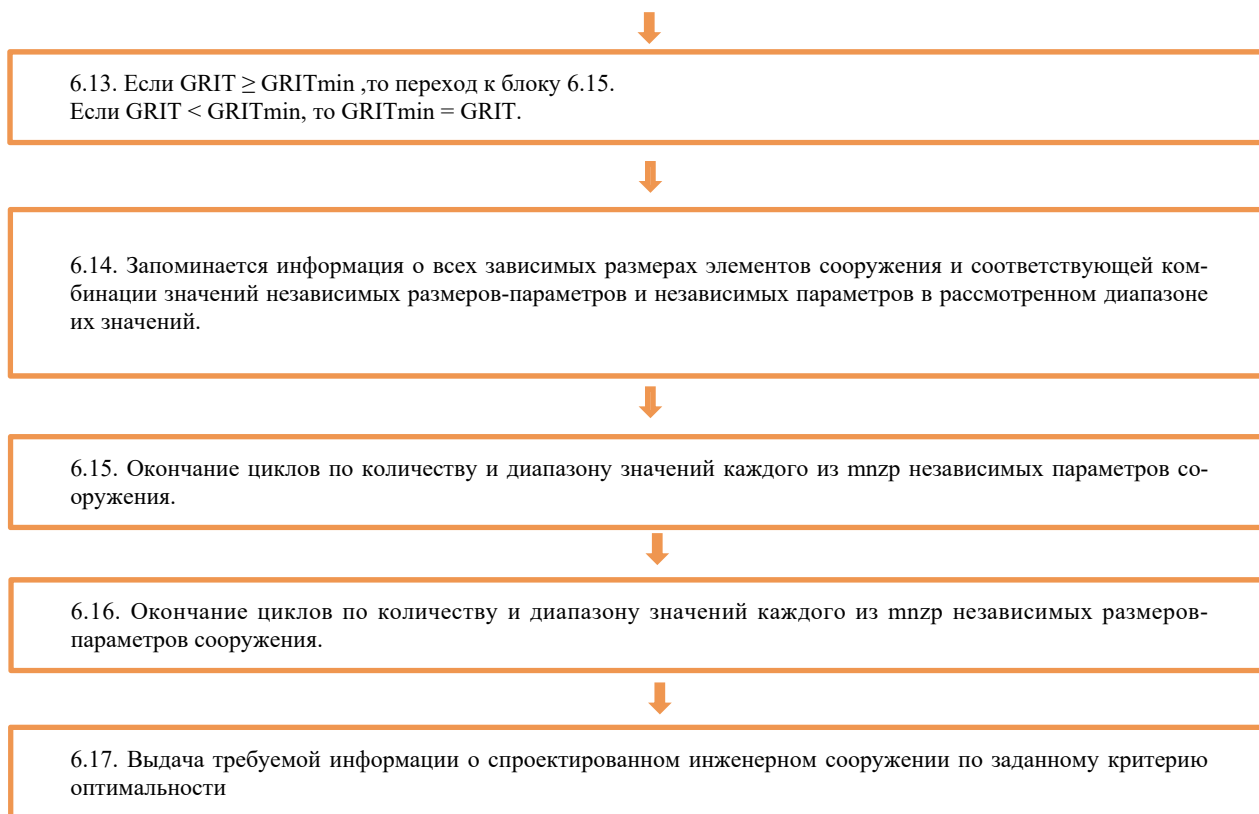 6.13. Если GRIT ≥ GRITmin ,то переход к блоку 6.15.
Если GRIT < GRITmin, то GRITmin = GRIT.
6.14. Запоминается информация о всех зависимых размерах элементов сооружения и соответствующей ком-
бинации значений независимых размеров-параметров и независимых параметров в рассмотренном диапазоне
их значений.
6.15. Окончание циклов по количеству и диапазону значений каждого из mnzp независимых параметров со-
оружения.
6.16. Окончание циклов по количеству и диапазону значений каждого из mnzp независимых размеров-
параметров сооружения.
6.17. Выдача требуемой информации о спроектированном инженерном сооружении по заданному критерию
оптимальности